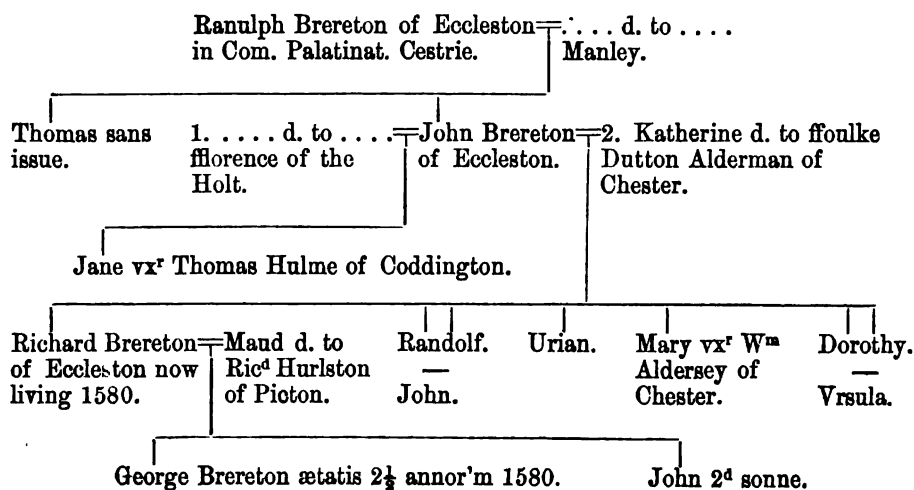 Ranulph Brereton of Eccleston=. . . . d. to . . . .
in Com. Palatinat. Cestrie. Manley.
Thomas sans
issue.
1. . . . . . d. to . . . .=John Brereton=2. Katherine d. to ffoulke
fflorence of the of Eccleston. Dutton Alderman of
Holt. Chester.
Jane vxʳ Thomas Hulme of Coddington.
Richard Brereton=Maud d. to
of Eccleston now Ricᵈ Hurlston
living 1580. of Picton.
Randolf.
—
John.
Urian.
Mary vxʳ Wᵐ
Aldersey of
Chester.
Dorothy.
—
Vrsula.
George Brereton ætatis 2½ annor'm 1580.
John 2ᵈ sonne.